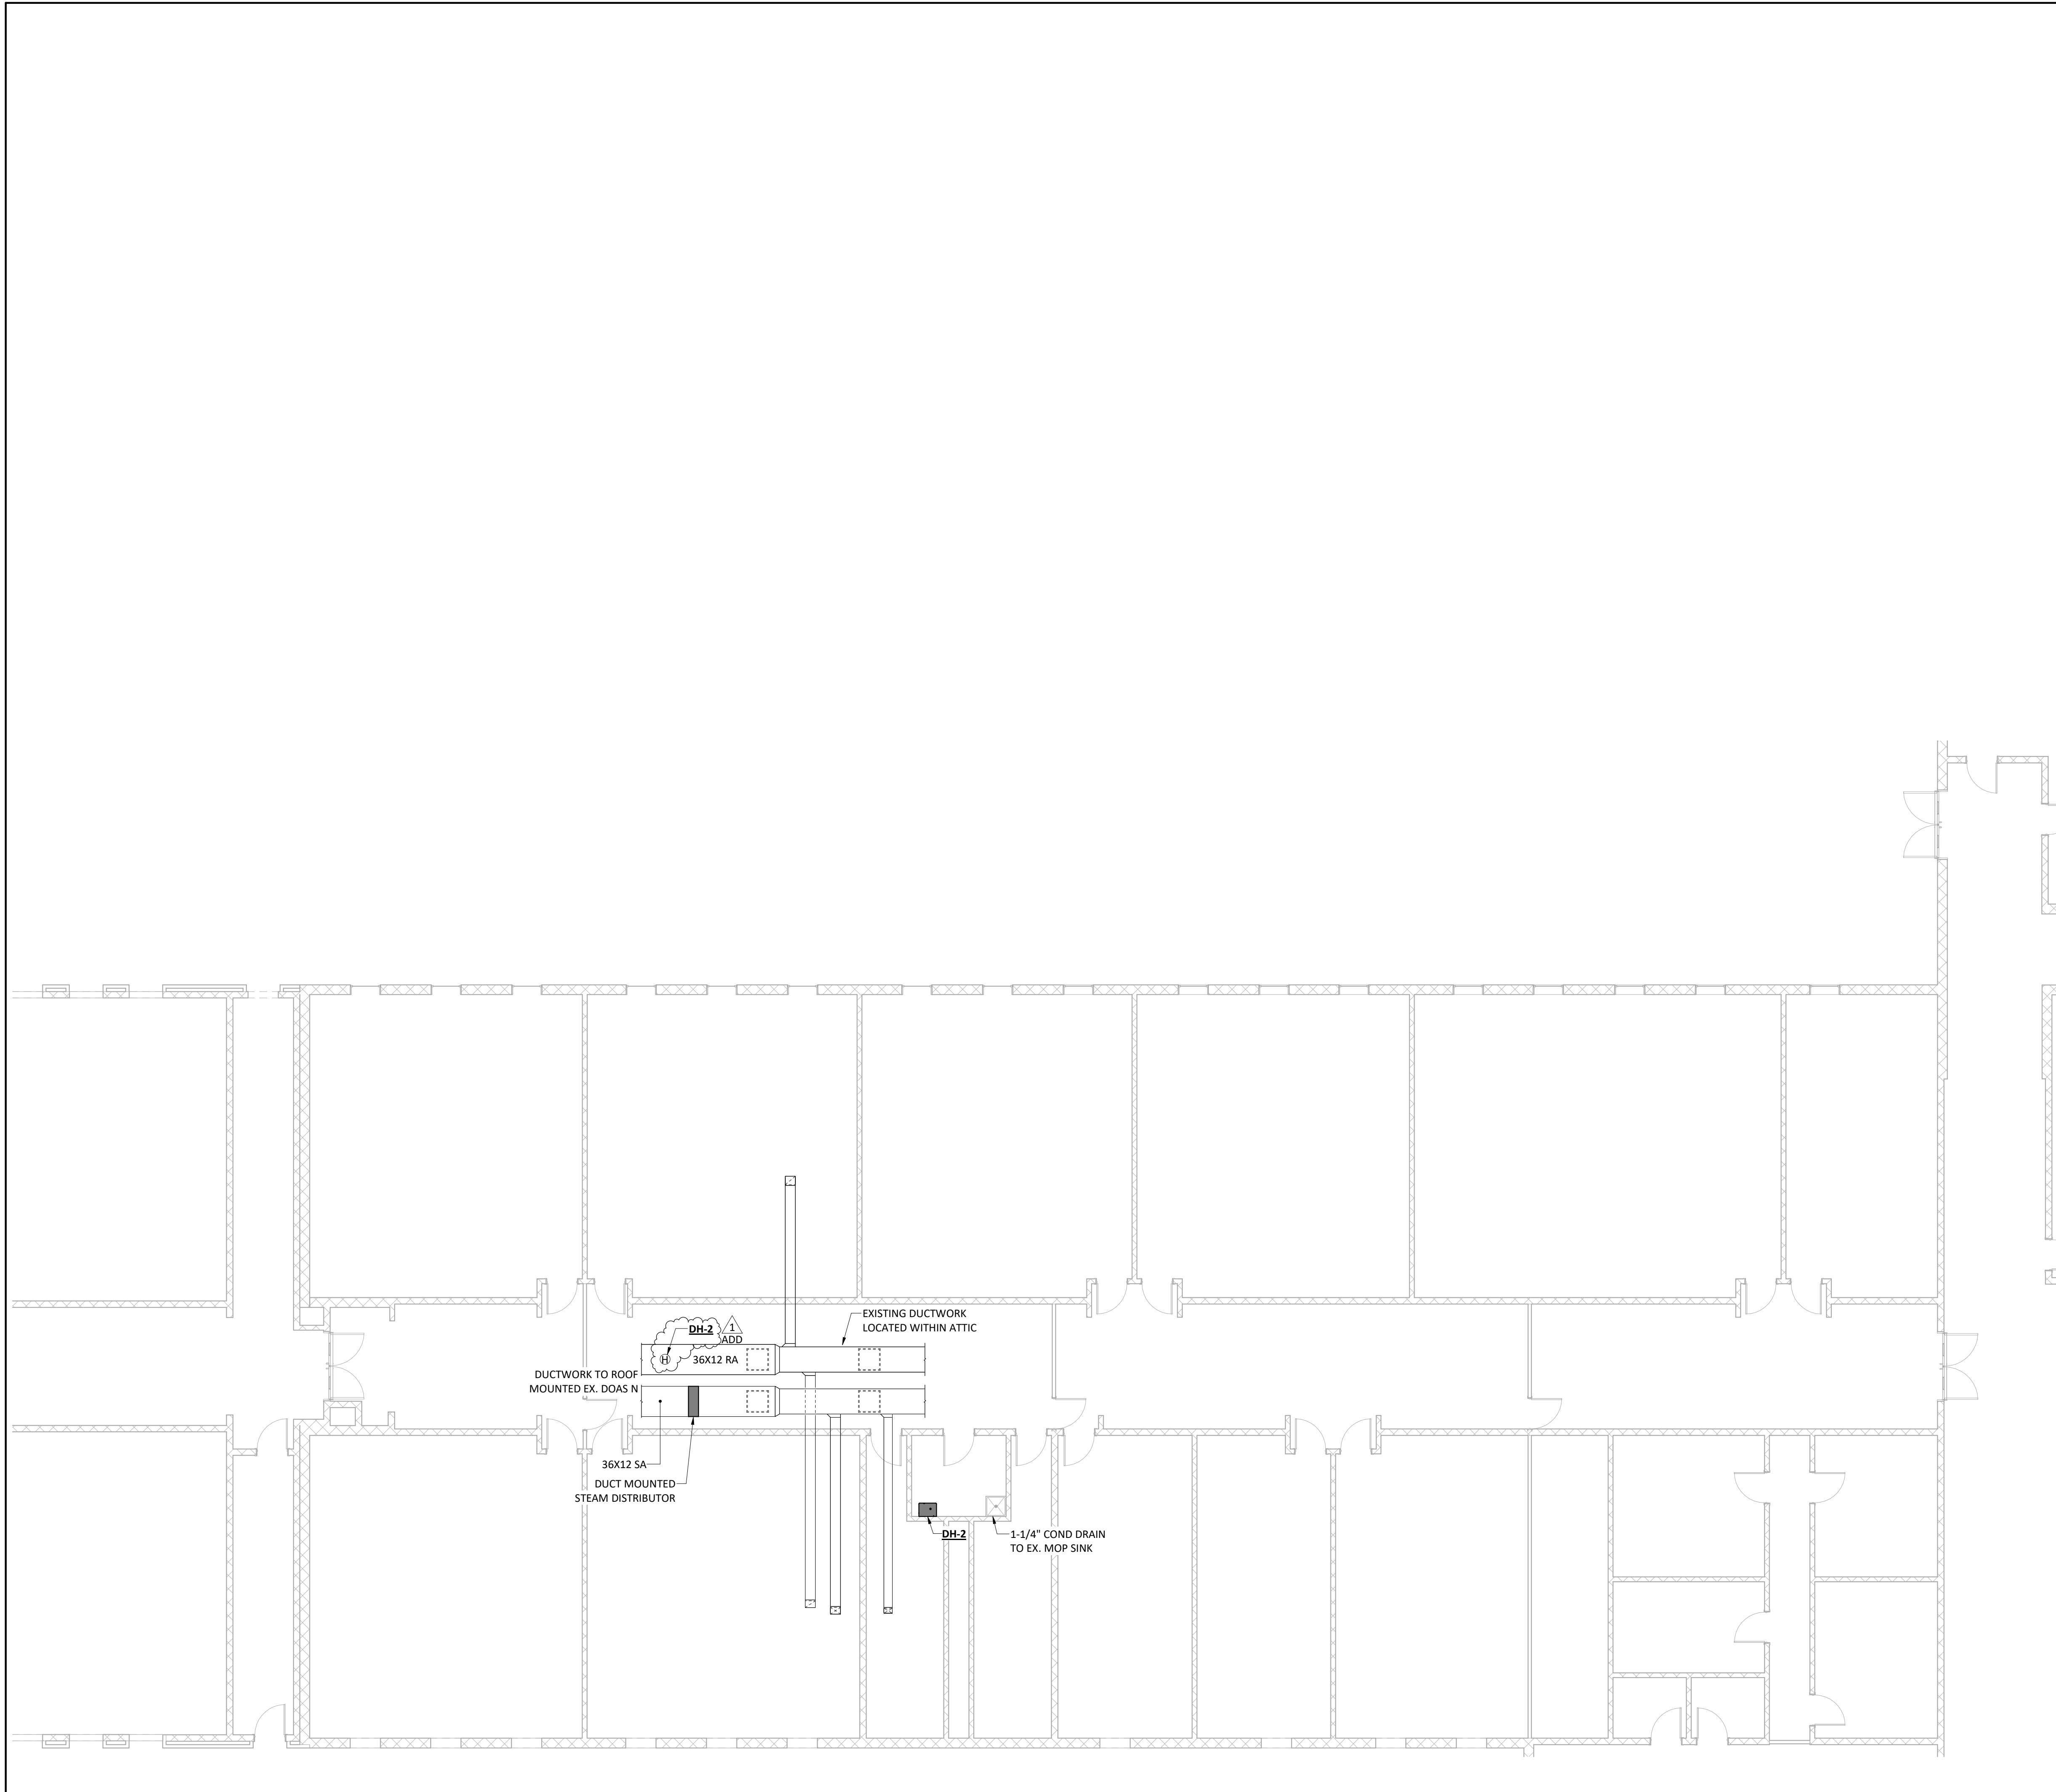 EXISTING DUCTWORK
LOCATED WITHIN ATTIC
DH-2
1
ADD
H
36X12 RA
DUCTWORK TO ROOF
MOUNTED EX. DOAS N
36X12 SA
DUCT MOUNTED
STEAM DISTRIBUTOR
DH-2
1-1/4" COND DRAIN
TO EX. MOP SINK